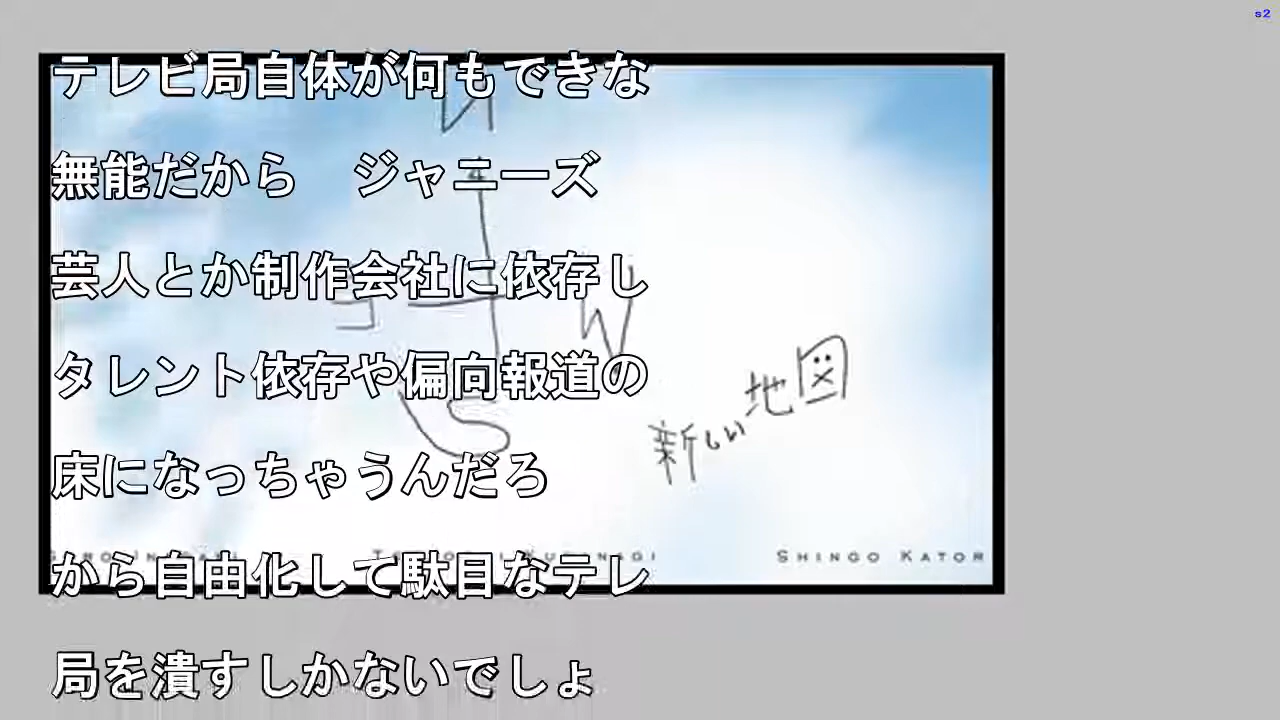 s2
テレビ局自体が何もできな
無能だから　ジャニーズ
芸人とか制作会社に依存し
タレント依存や偏向報道の
床になっちゃうんだろ
から自由化して駄目なテレ
局を潰すしかないでしょ
N
W
新しい地図
SHINGO KATOR